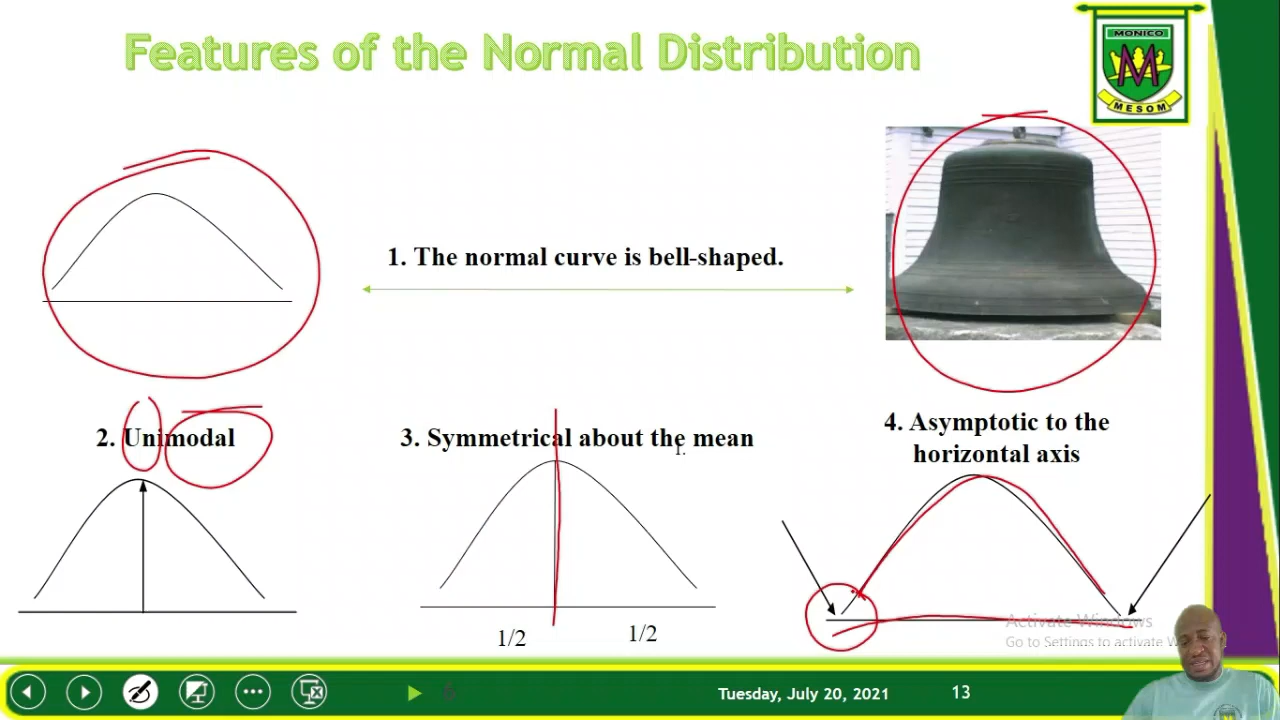 Features of the Normal Distribution
MONICO
M
MESOM
1. The normal curve is bell-shaped.
2. Unimodal
3. Symmetrical about the mean
1.
4. Asymptotic to the
horizontal axis
1/2
1/2
Activate Windows
Go to Settings to activate W
6
Tuesday, July 20, 2021
13